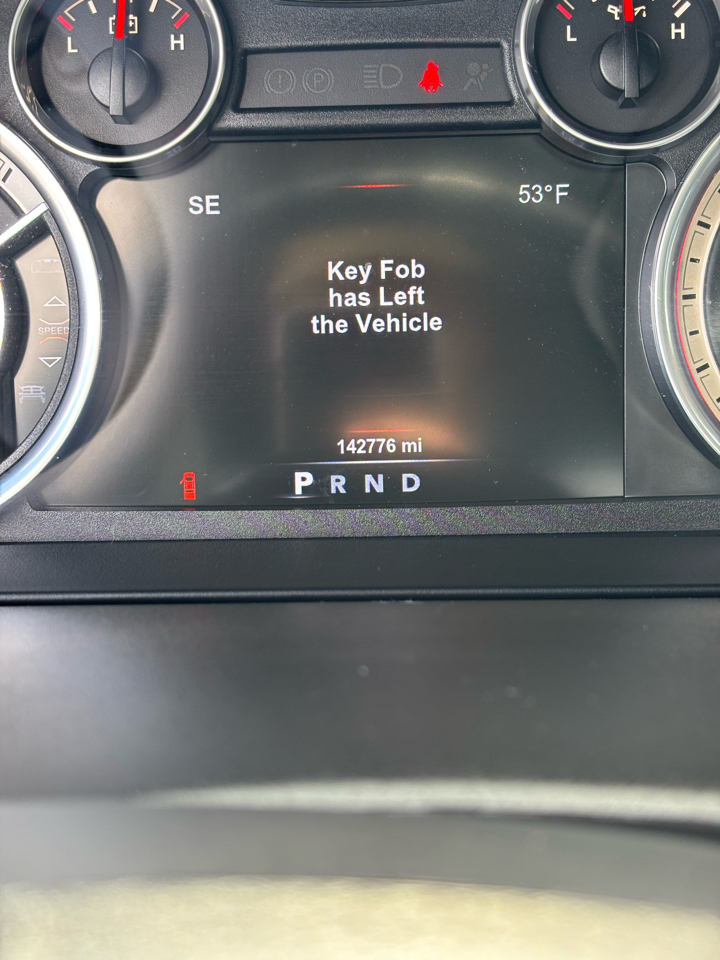 L H
L H
SE 53°F
Key Fob
has Left
the Vehicle
SPEED
142776 mi
P R N D